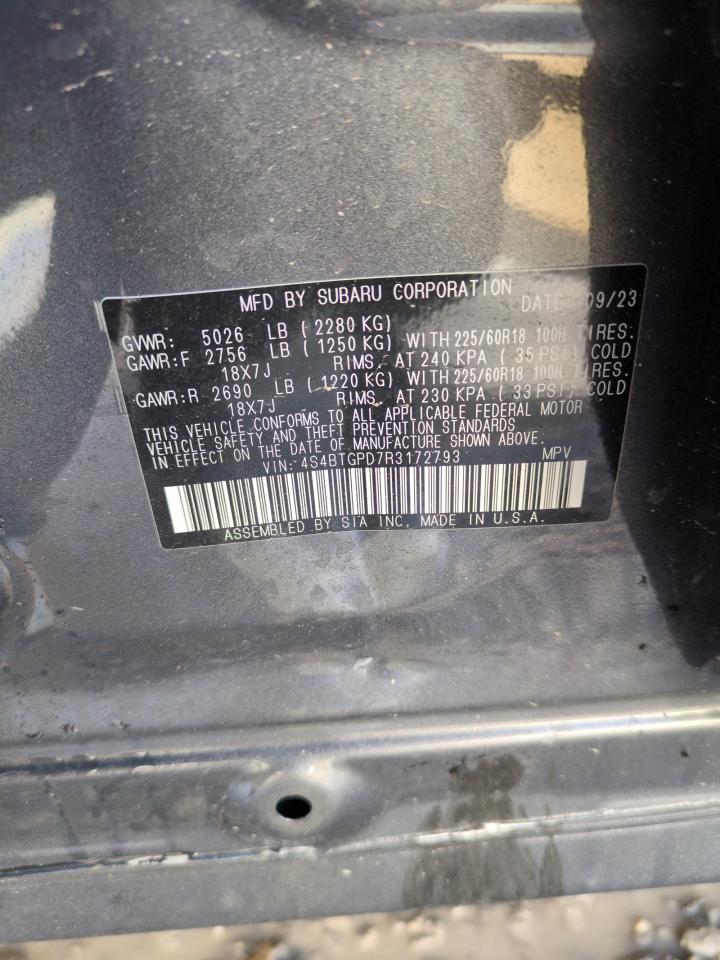 MFD BY SUBARU CORPORATION DATE: 09/23
GVWR: 5026 LB (2280 KG)
GAWR:F 2756 LB (1250 KG) WITH 225/60R18 100H TIRES.
18X7J RIMS. AT 240 KPA ( 35 PSI) COLD
GAWR:R 2690 LB (1220 KG) WITH 225/60R18 100H TIRES.
18X7J RIMS. AT 230 KPA ( 33 PSI) COLD
THIS VEHICLE CONFORMS TO ALL APPLICABLE FEDERAL MOTOR
VEHICLE SAFETY AND THEFT PREVENTION STANDARDS
IN EFFECT ON THE DATE OF MANUFACTURE SHOWN ABOVE.
VIN: 4S4BTGPD7R3172793 MPV
ASSEMBLED BY SIA INC. MADE IN U.S.A.